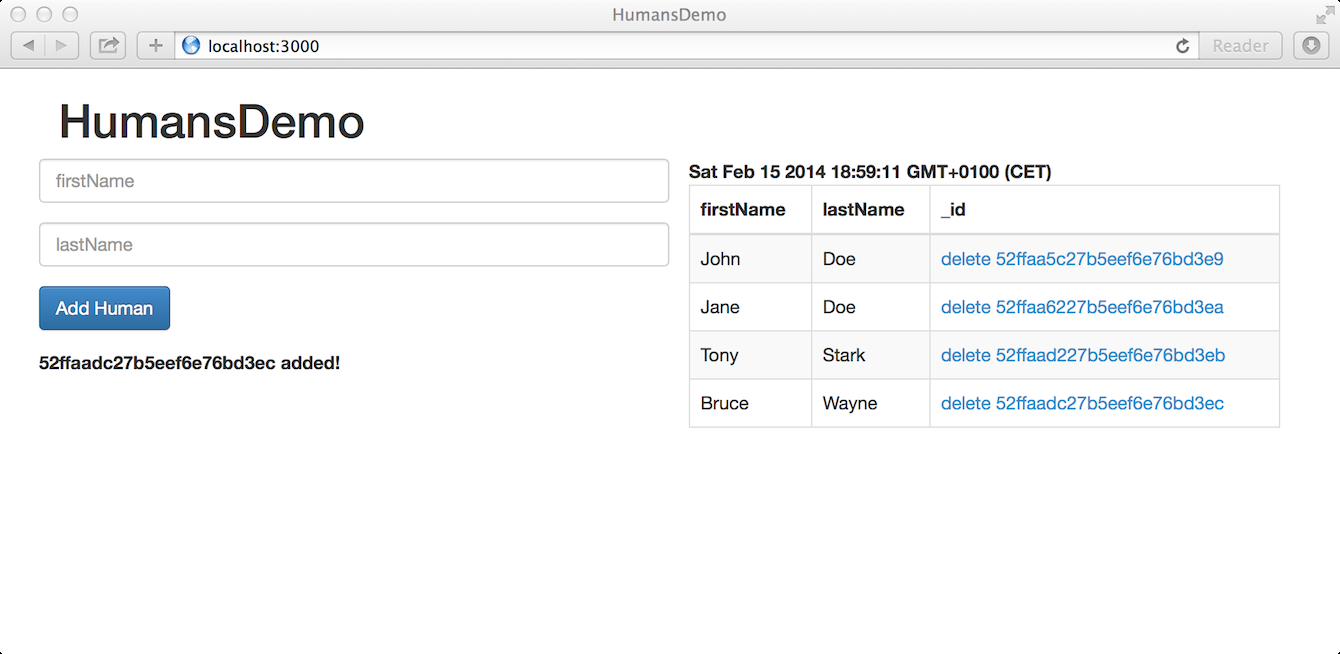 HumansDemo
localhost:3000
Reader
HumansDemo
firstName
lastName
Add Human
52ffaadc27b5eef6e76bd3ec added!
Sat Feb 15 2014 18:59:11 GMT+0100 (CET)
firstName lastName _id
John Doe delete 52ffaa5c27b5eef6e76bd3e9
Jane Doe delete 52ffaa6227b5eef6e76bd3ea
Tony Stark delete 52ffaad227b5eef6e76bd3eb
Bruce Wayne delete 52ffaadc27b5eef6e76bd3ec